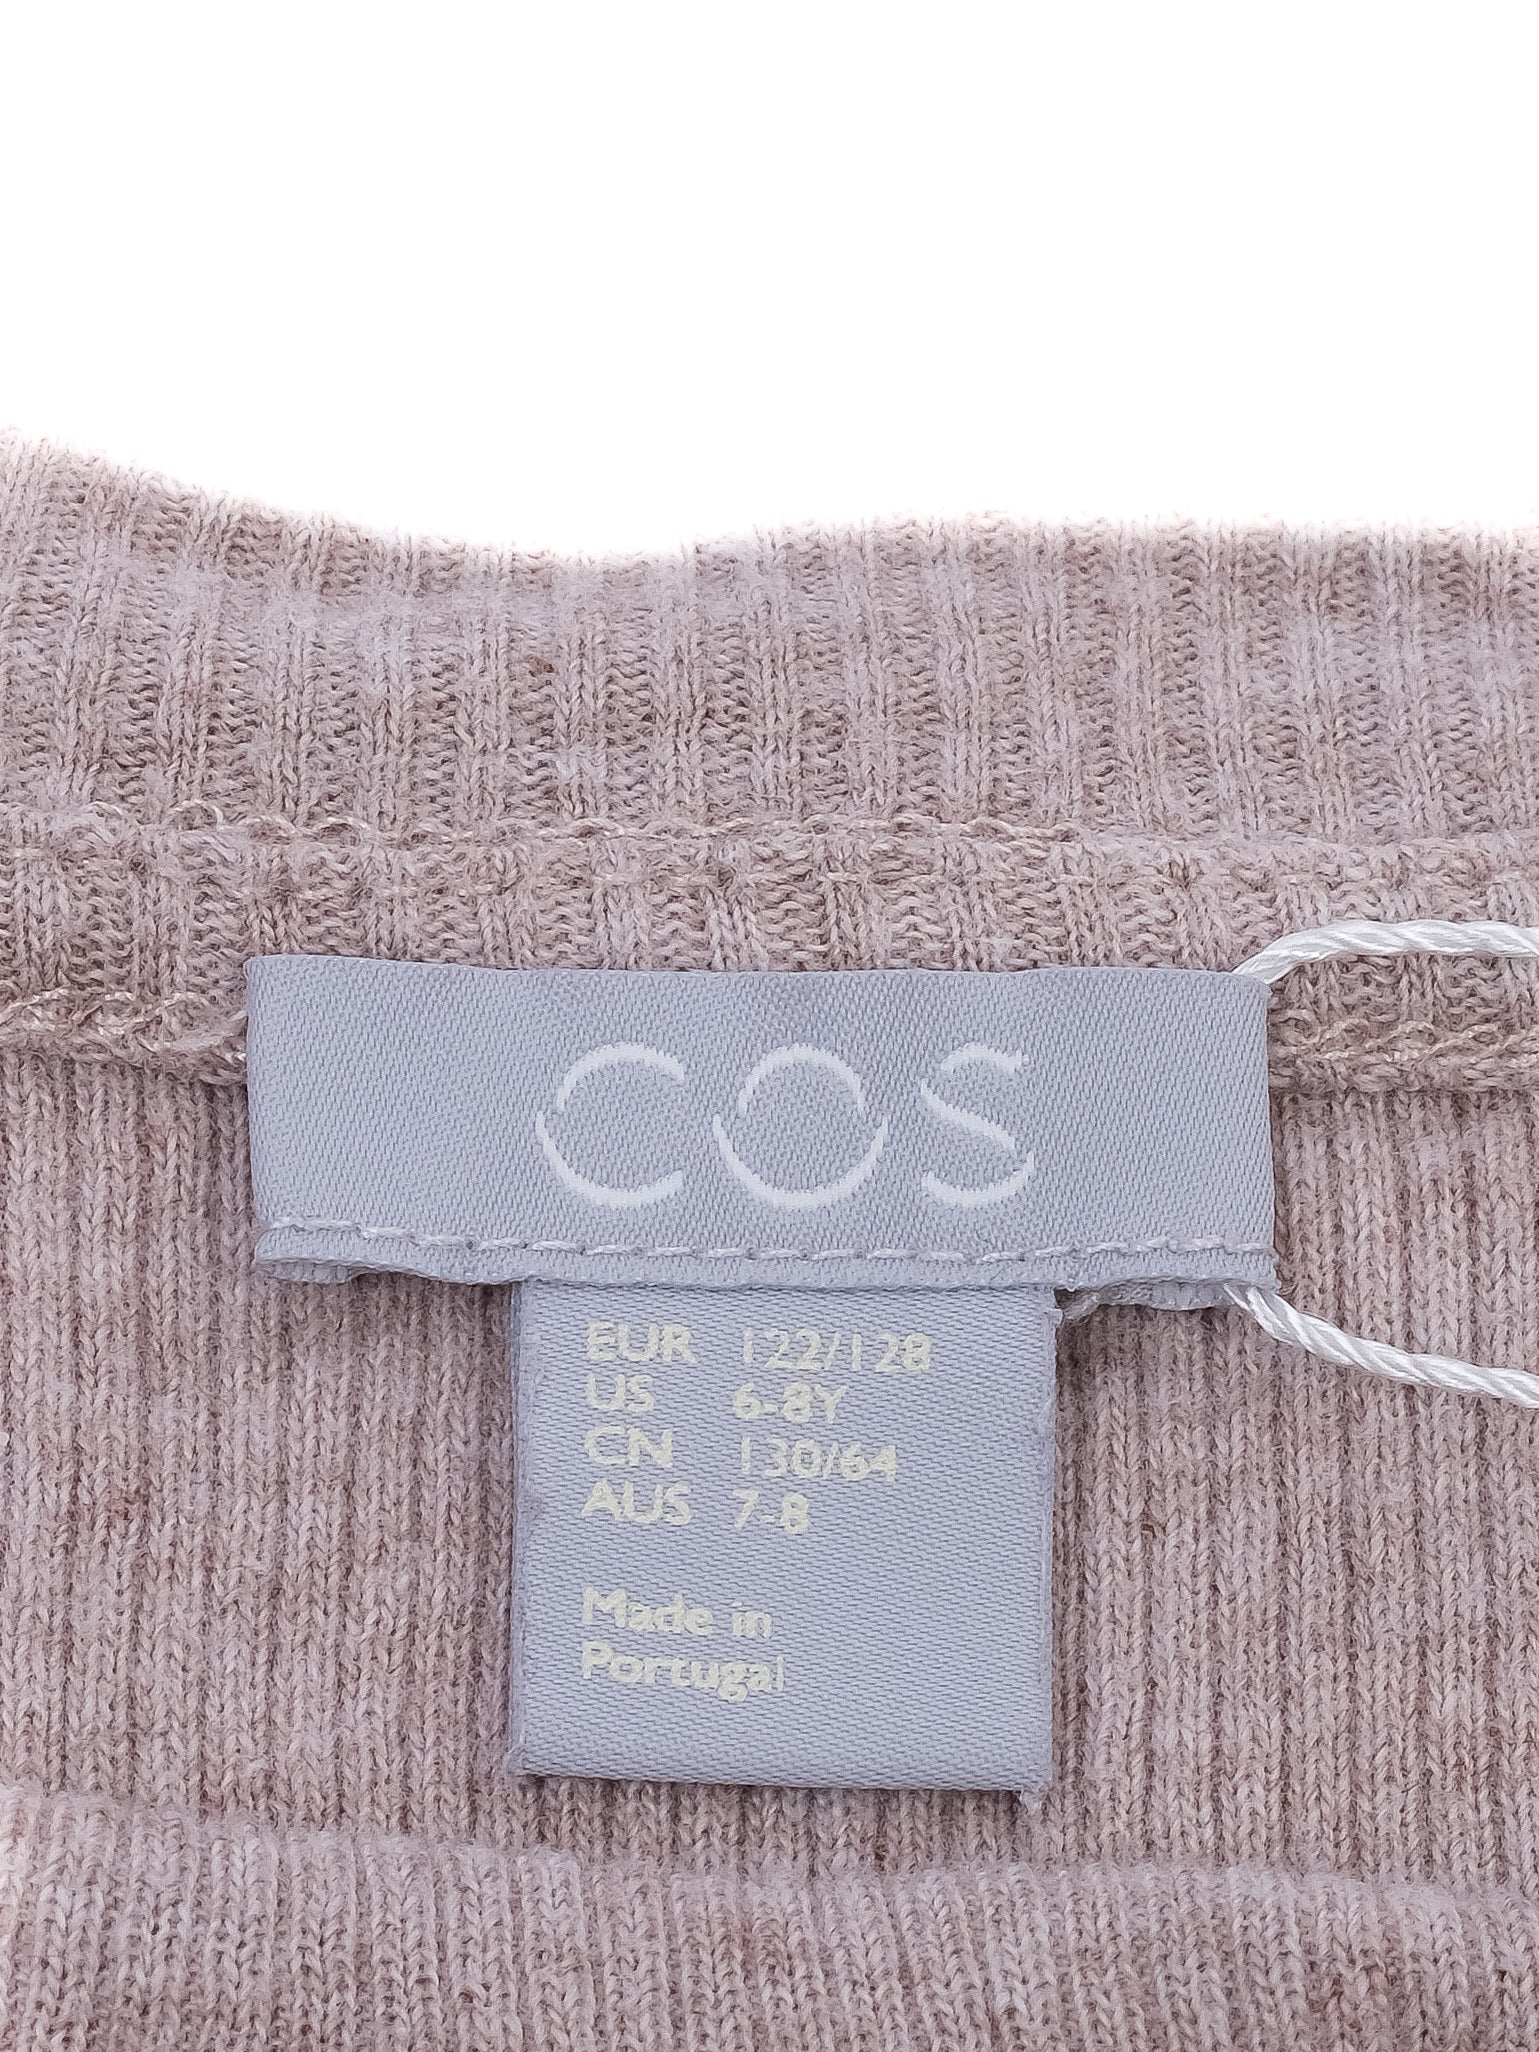 COS
EUR 122/128
US 6-8Y
CN 130/64
AUS 7-8
Made in
Portugal